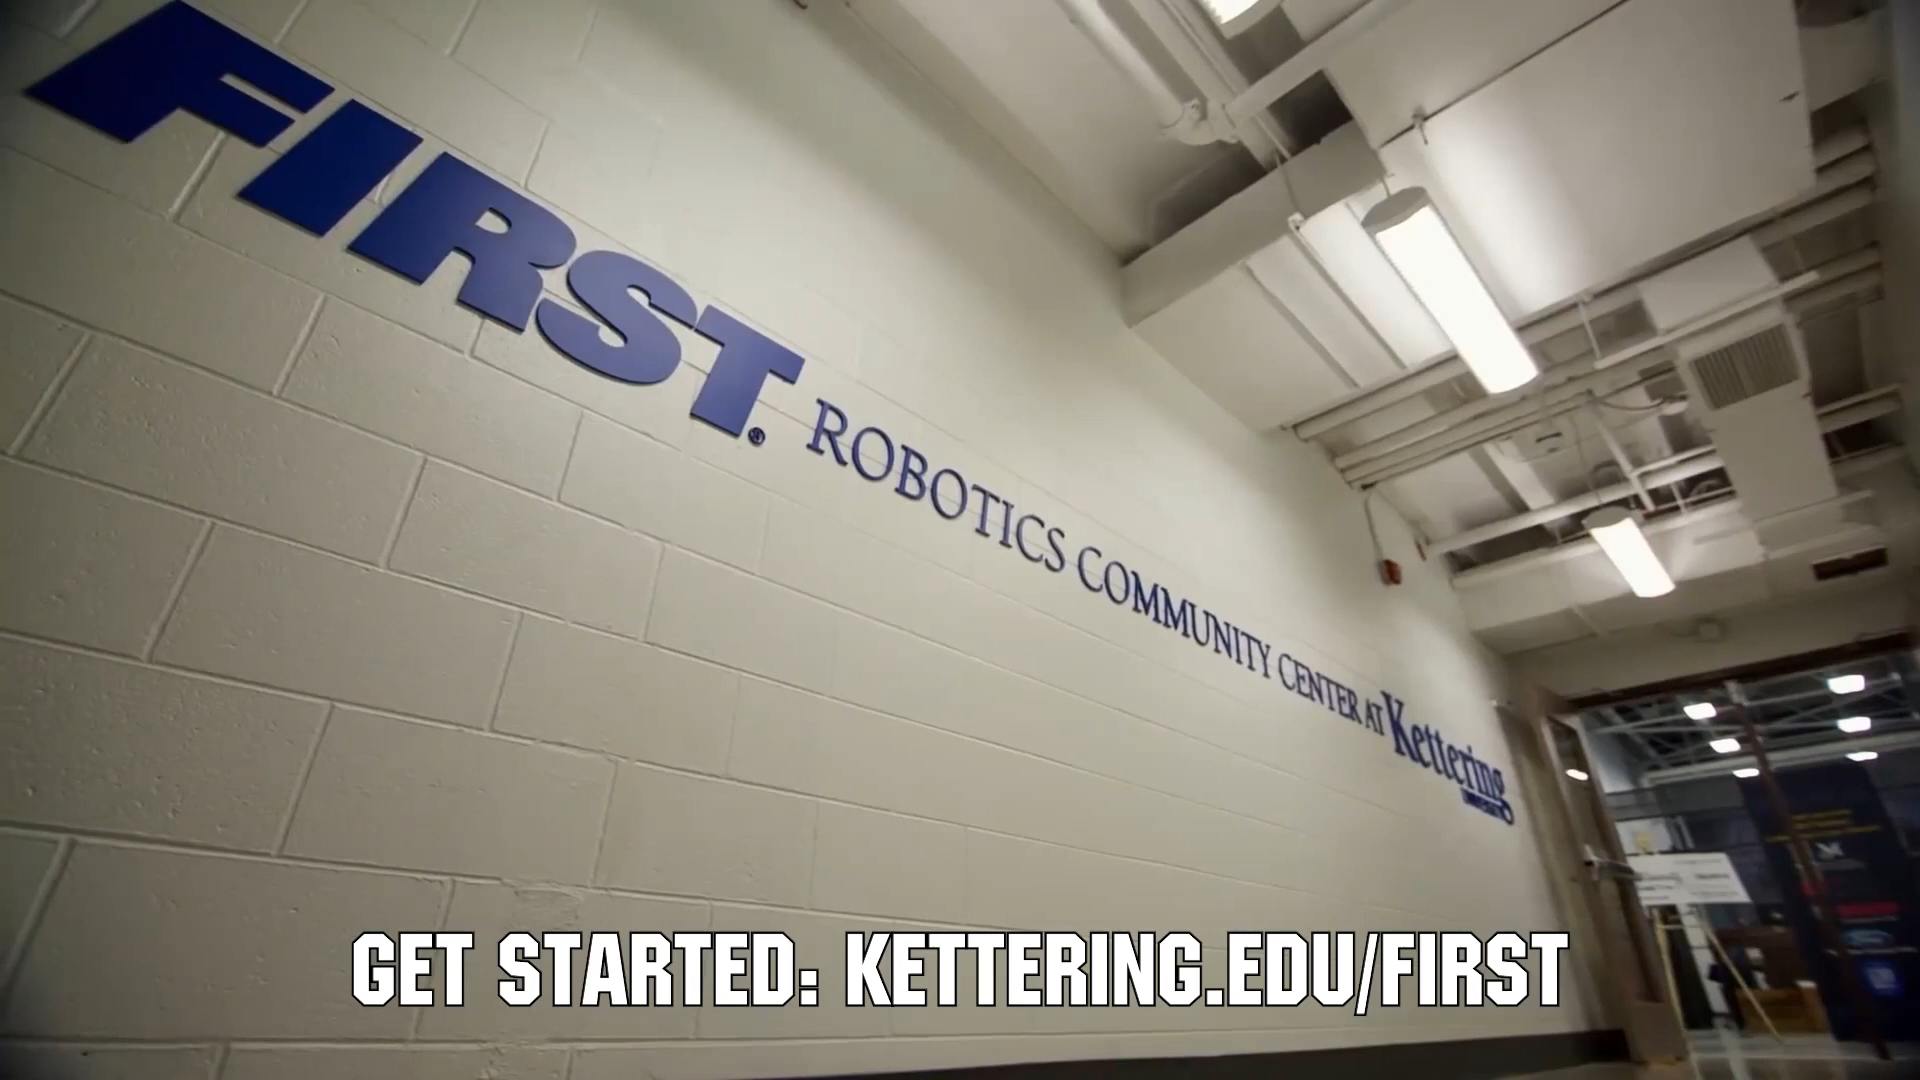 FIRST® ROBOTICS COMMUNITY CENTER AT Kettering
GET STARTED: KETTERING.EDU/FIRST